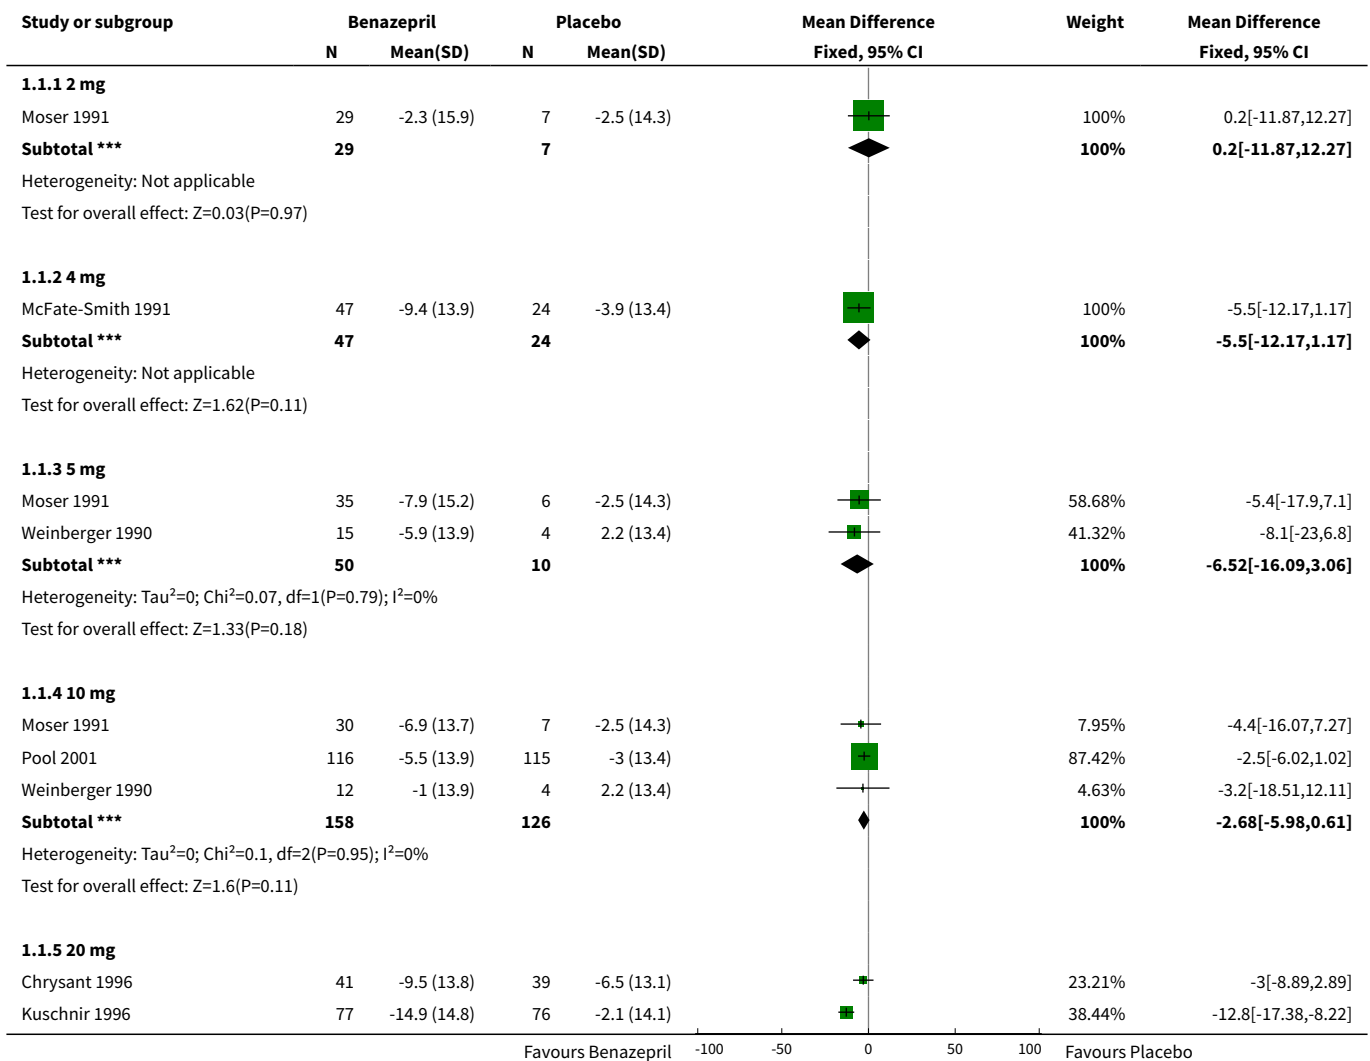 Study or subgroup Benazepril Placebo Mean Difference Weight Mean Difference
N Mean(SD) N Mean(SD) Fixed, 95% CI Fixed, 95% CI
1.1.1 2 mg
Moser 1991 29 -2.3 (15.9) 7 -2.5 (14.3) 100% 0.2[-11.87,12.27]
Subtotal *** 29 7 100% 0.2[-11.87,12.27]
Heterogeneity: Not applicable
Test for overall effect: Z=0.03(P=0.97)
1.1.2 4 mg
McFate-Smith 1991 47 -9.4 (13.9) 24 -3.9 (13.4) 100% -5.5[-12.17,1.17]
Subtotal *** 47 24 100% -5.5[-12.17,1.17]
Heterogeneity: Not applicable
Test for overall effect: Z=1.62(P=0.11)
1.1.3 5 mg
Moser 1991 35 -7.9 (15.2) 6 -2.5 (14.3) 58.68% -5.4[-17.9,7.1]
Weinberger 1990 15 -5.9 (13.9) 4 2.2 (13.4) 41.32% -8.1[-23,6.8]
Subtotal *** 50 10 100% -6.52[-16.09,3.06]
Heterogeneity: Tau²=0; Chi²=0.07, df=1(P=0.79); I²=0%
Test for overall effect: Z=1.33(P=0.18)
1.1.4 10 mg
Moser 1991 30 -6.9 (13.7) 7 -2.5 (14.3) 7.95% -4.4[-16.07,7.27]
Pool 2001 116 -5.5 (13.9) 115 -3 (13.4) 87.42% -2.5[-6.02,1.02]
Weinberger 1990 12 -1 (13.9) 4 2.2 (13.4) 4.63% -3.2[-18.51,12.11]
Subtotal *** 158 126 100% -2.68[-5.98,0.61]
Heterogeneity: Tau²=0; Chi²=0.1, df=2(P=0.95); I²=0%
Test for overall effect: Z=1.6(P=0.11)
1.1.5 20 mg
Chrysant 1996 41 -9.5 (13.8) 39 -6.5 (13.1) 23.21% -3[-8.89,2.89]
Kuschnir 1996 77 -14.9 (14.8) 76 -2.1 (14.1) 38.44% -12.8[-17.38,-8.22]
Favours Benazepril -100 -50 0 50 100 Favours Placebo